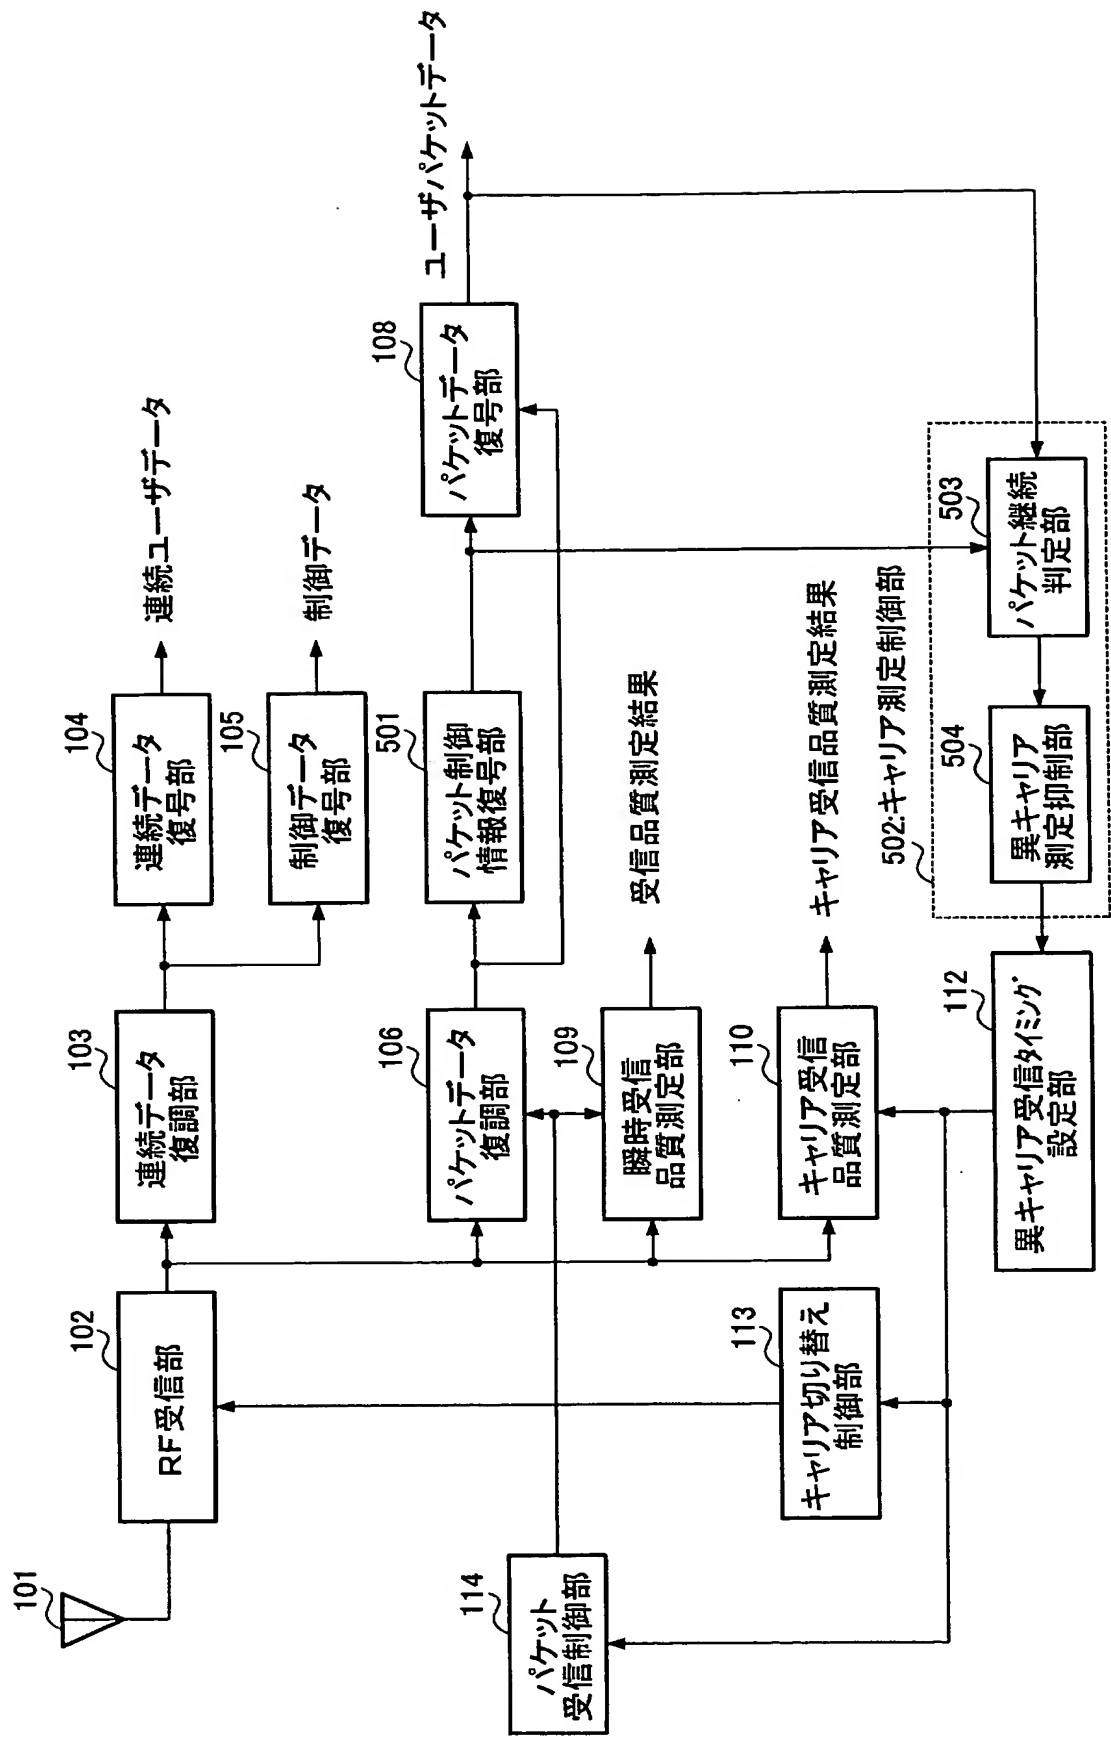 101
102
RF受信部
103
連続データ
復調部
104
連続データ
復号部
連続ユーザデータ
105
制御データ
復号部
制御データ
106
パケットデータ
復調部
501
パケット制御
情報復号部
108
パケットデータ
復号部
ユーザパケットデータ
114
パケット
受信制御部
109
瞬時受信
品質測定部
受信品質測定結果
113
キャリア切り替え
制御部
110
キャリア受信
品質測定部
キャリア受信品質測定結果
502:キャリア測定制御部
112
異キャリア受信タイミング
設定部
504
異キャリア
測定抑制部
503
パケット継続
判定部